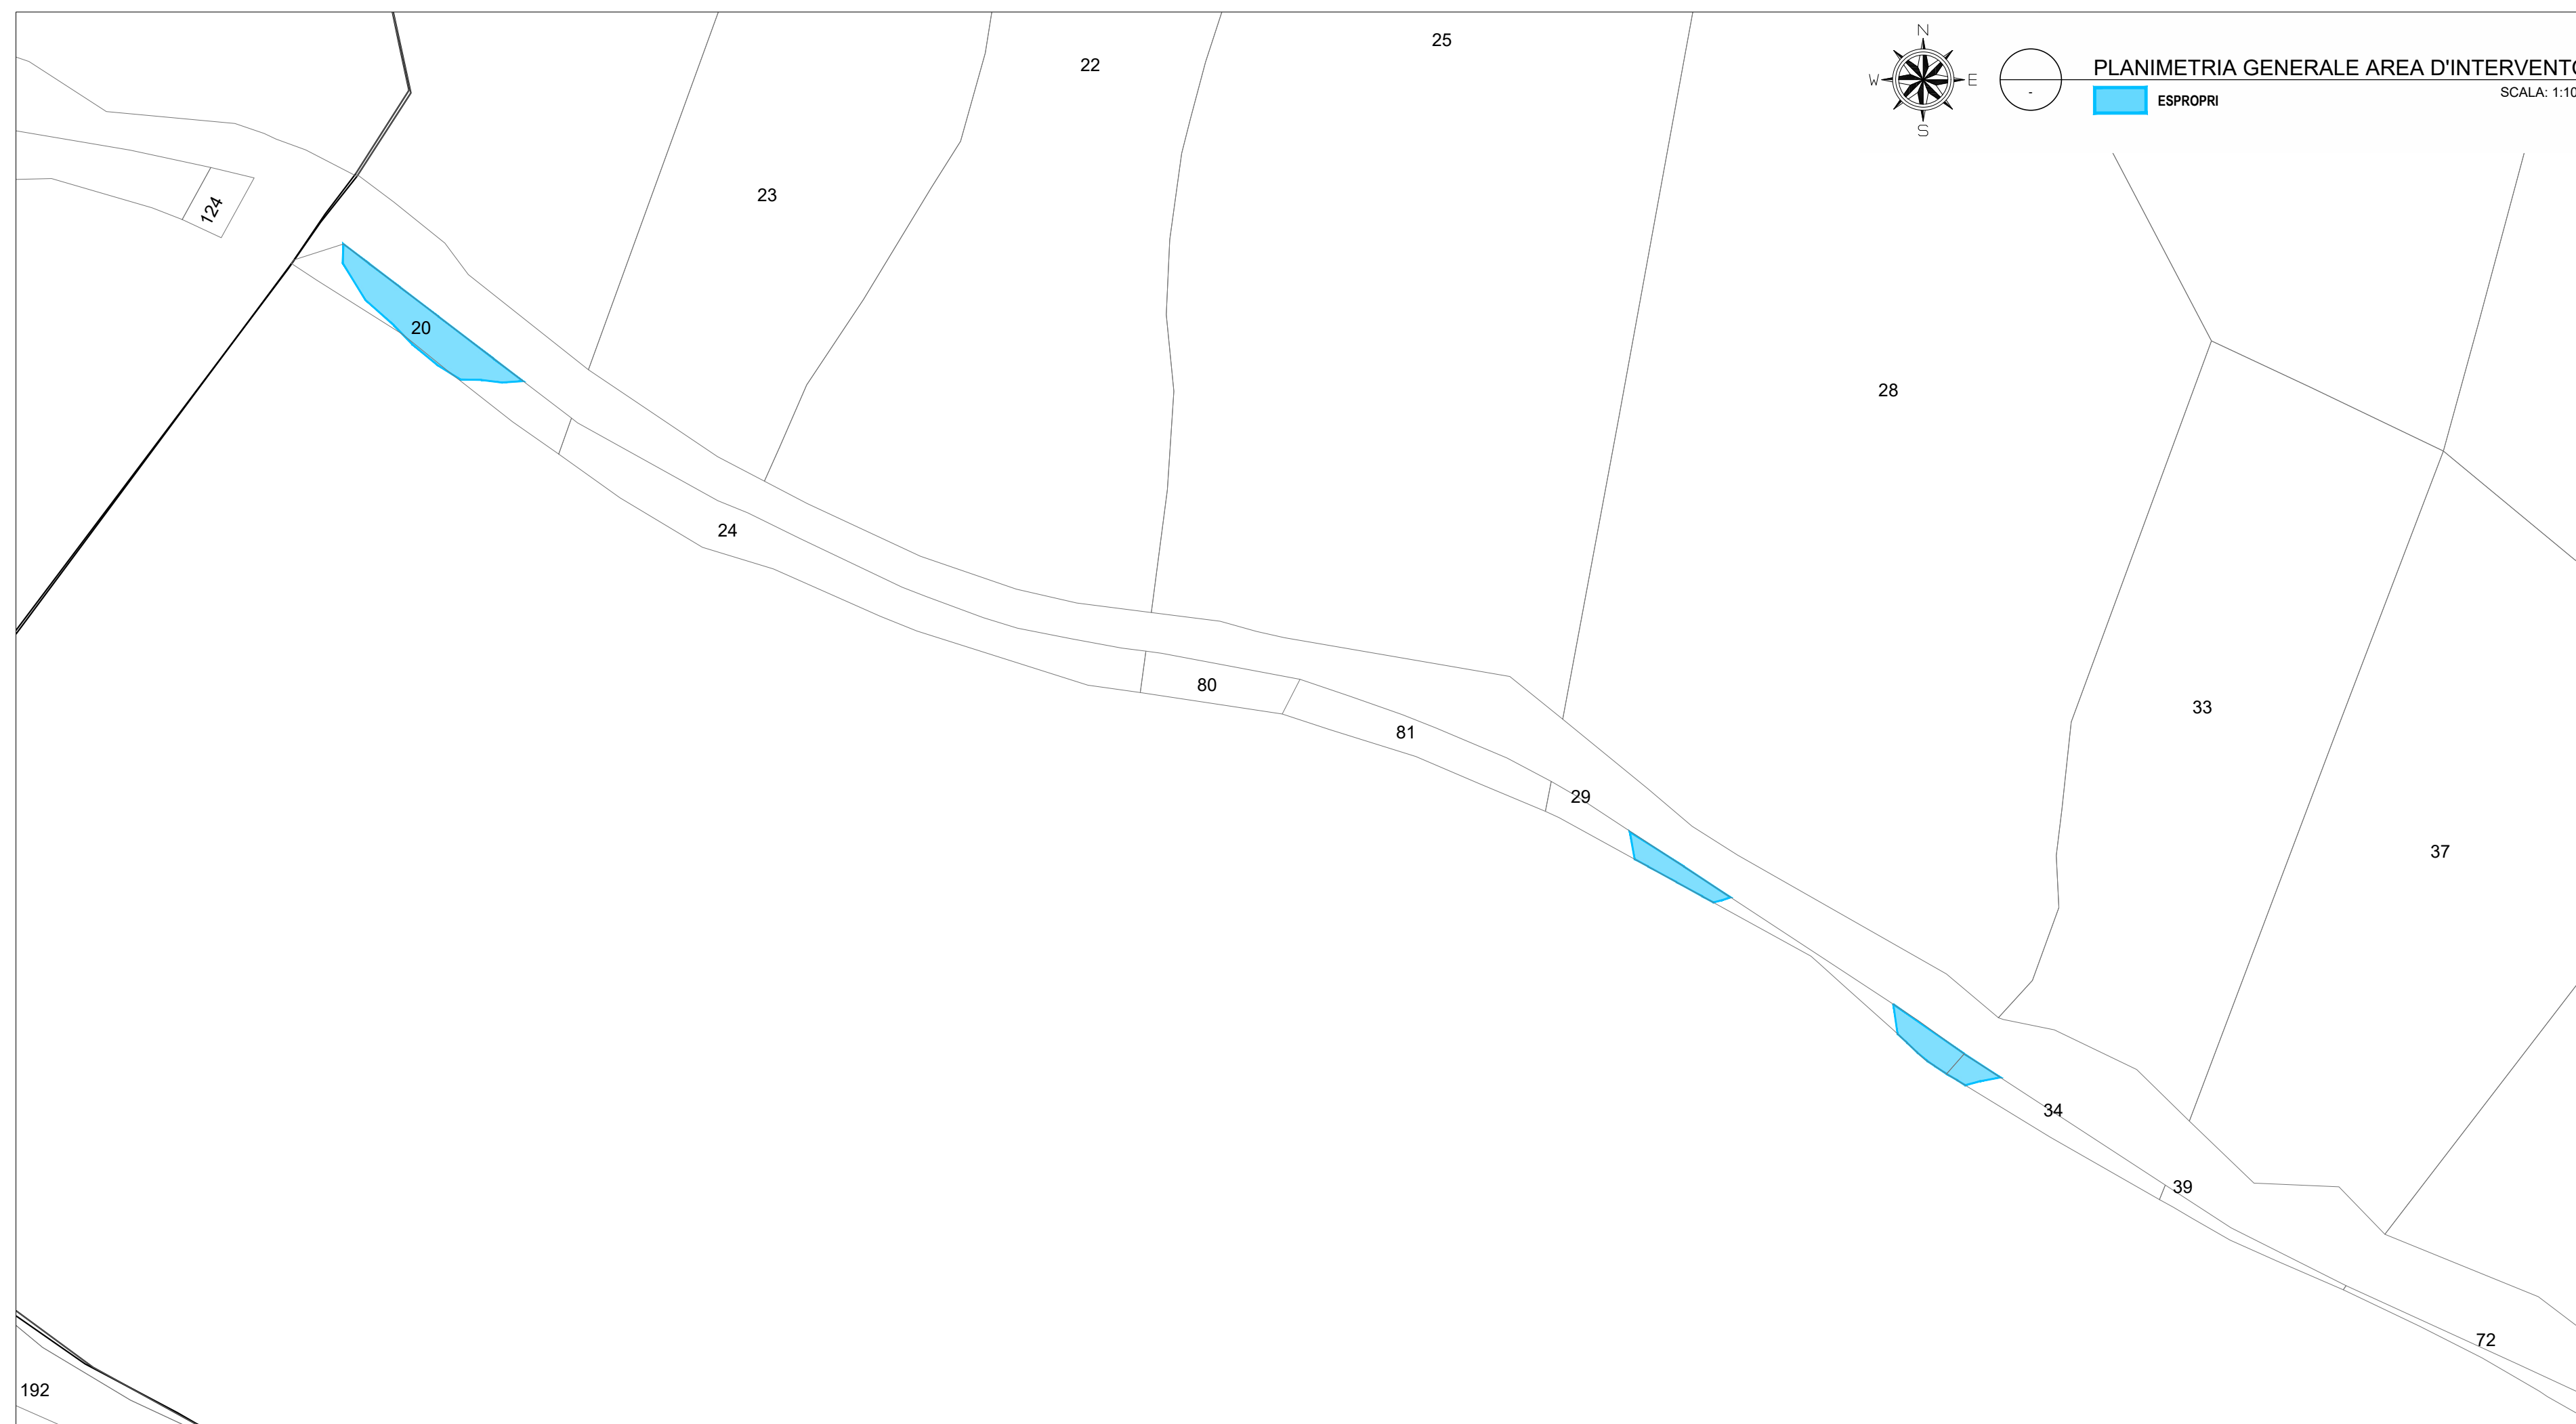 25
22
N
W
E
S
PLANIMETRIA GENERALE AREA D'INTERVENTO
-
ESPROPRI
SCALA: 1:10
23
124
20
28
24
80
33
81
29
37
34
39
72
192